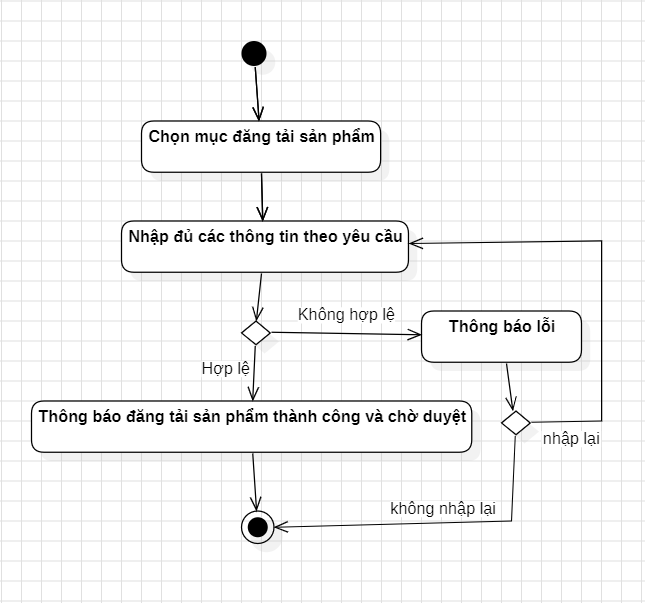 Chọn mục đăng tải sản phẩm
Nhập đủ các thông tin theo yêu cầu
Không hợp lệ
Thông báo lỗi
Hợp lệ
Thông báo đăng tải sản phẩm thành công và chờ duyệt
nhập lại
không nhập lại